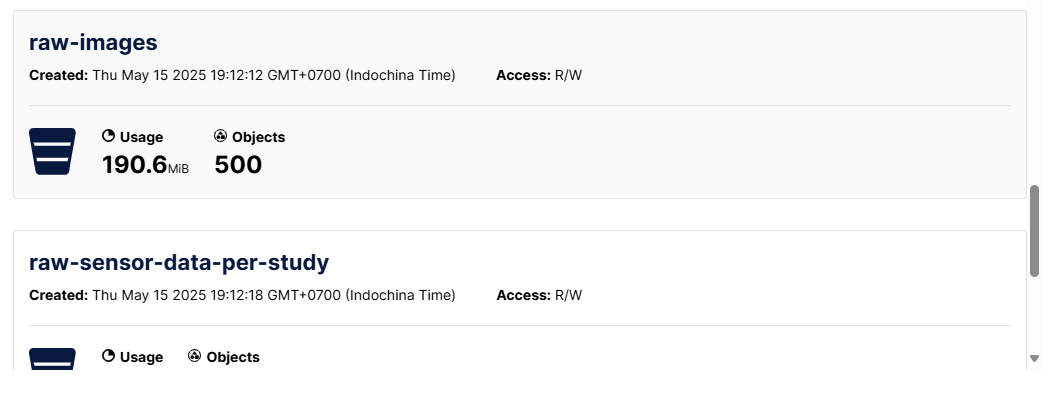 raw-images
Created: Thu May 15 2025 19:12:12 GMT+0700 (Indochina Time) Access: R/W
Usage Objects
190.6MiB 500
raw-sensor-data-per-study
Created: Thu May 15 2025 19:12:18 GMT+0700 (Indochina Time) Access: R/W
Usage Objects